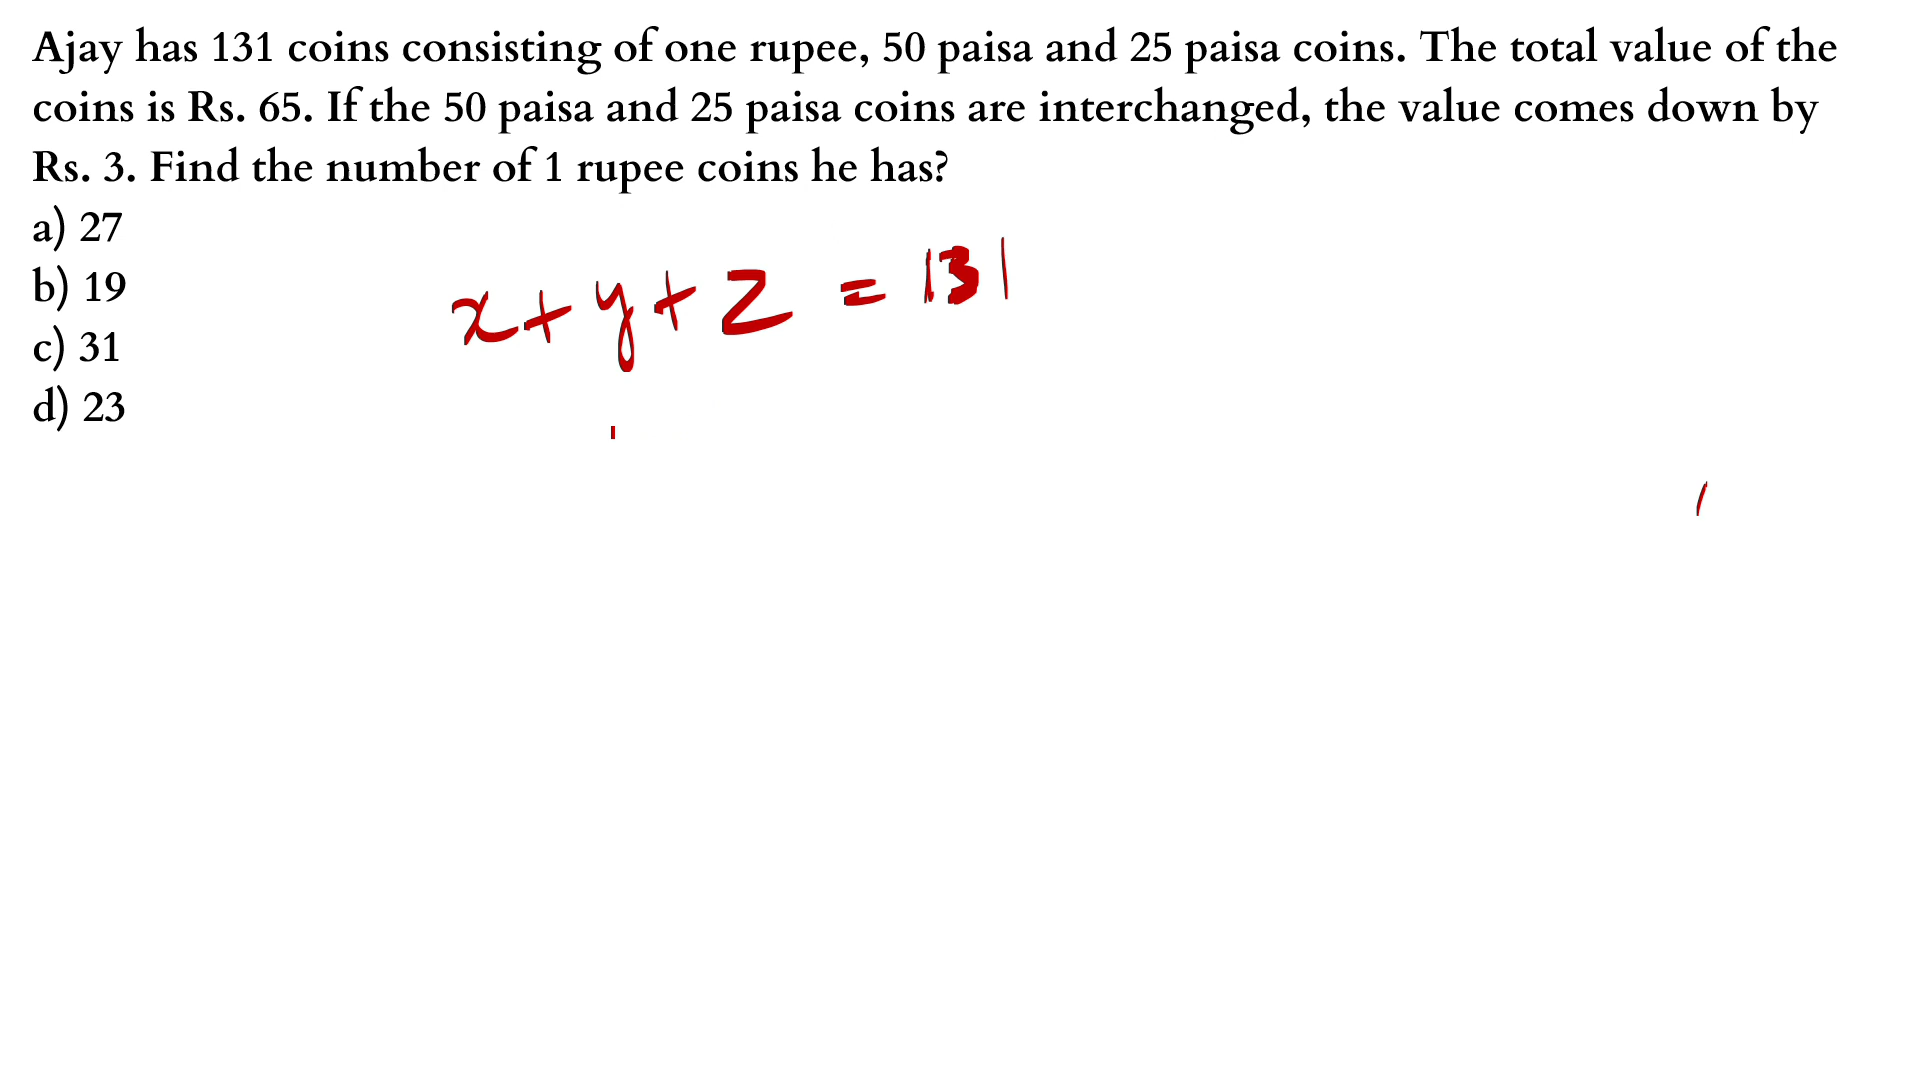 Ajay has 131 coins consisting of one rupee, 50 paisa and 25 paisa coins. The total value of the
coins is Rs. 65. If the 50 paisa and 25 paisa coins are interchanged, the value comes down by
Rs. 3. Find the number of 1 rupee coins he has?
a) 27
b) 19
c) 31
d) 23
x+y+z = 131